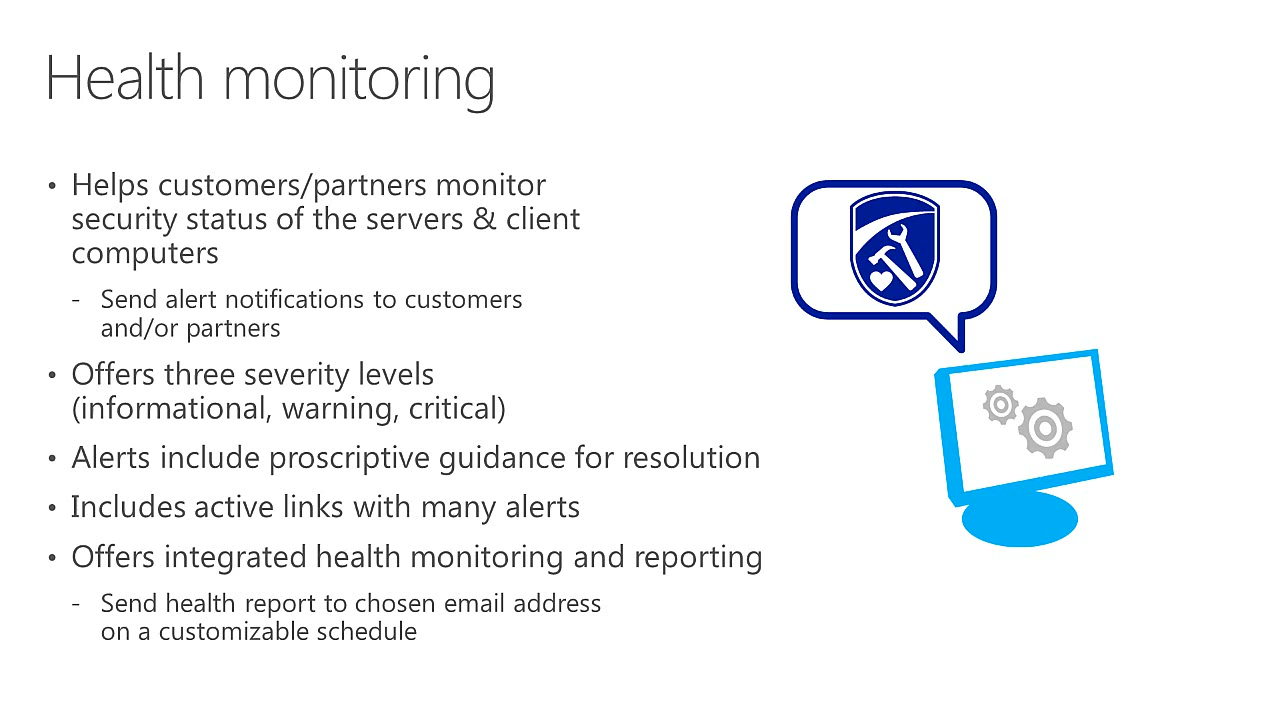 Health monitoring
• Helps customers/partners monitor
security status of the servers & client
computers
- Send alert notifications to customers
and/or partners
• Offers three severity levels
(informational, warning, critical)
• Alerts include proscriptive guidance for resolution
• Includes active links with many alerts
• Offers integrated health monitoring and reporting
- Send health report to chosen email address
on a customizable schedule